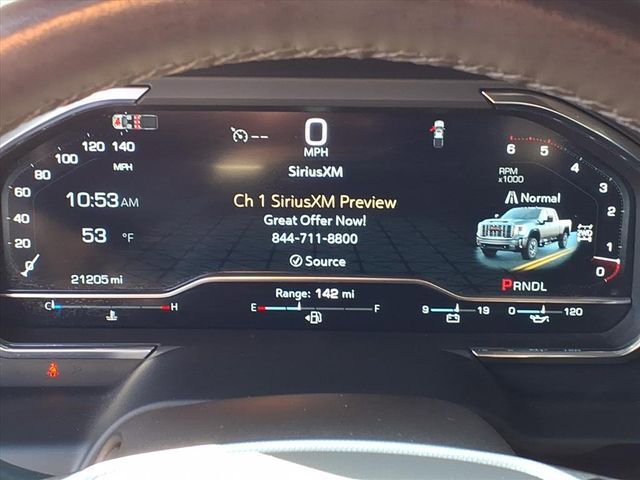 0
MPH
SiriusXM
Ch 1 SiriusXM Preview
Great Offer Now!
844-711-8800
Source
--
0
20
40
60
80
100
120
140
MPH
10:53AM
53 °F
21205 mi
6
5
4
3
2
1
0
RPM
x1000
Normal
2WD
PRNDL
C H
Range: 142 mi
E F
9 19
0 120